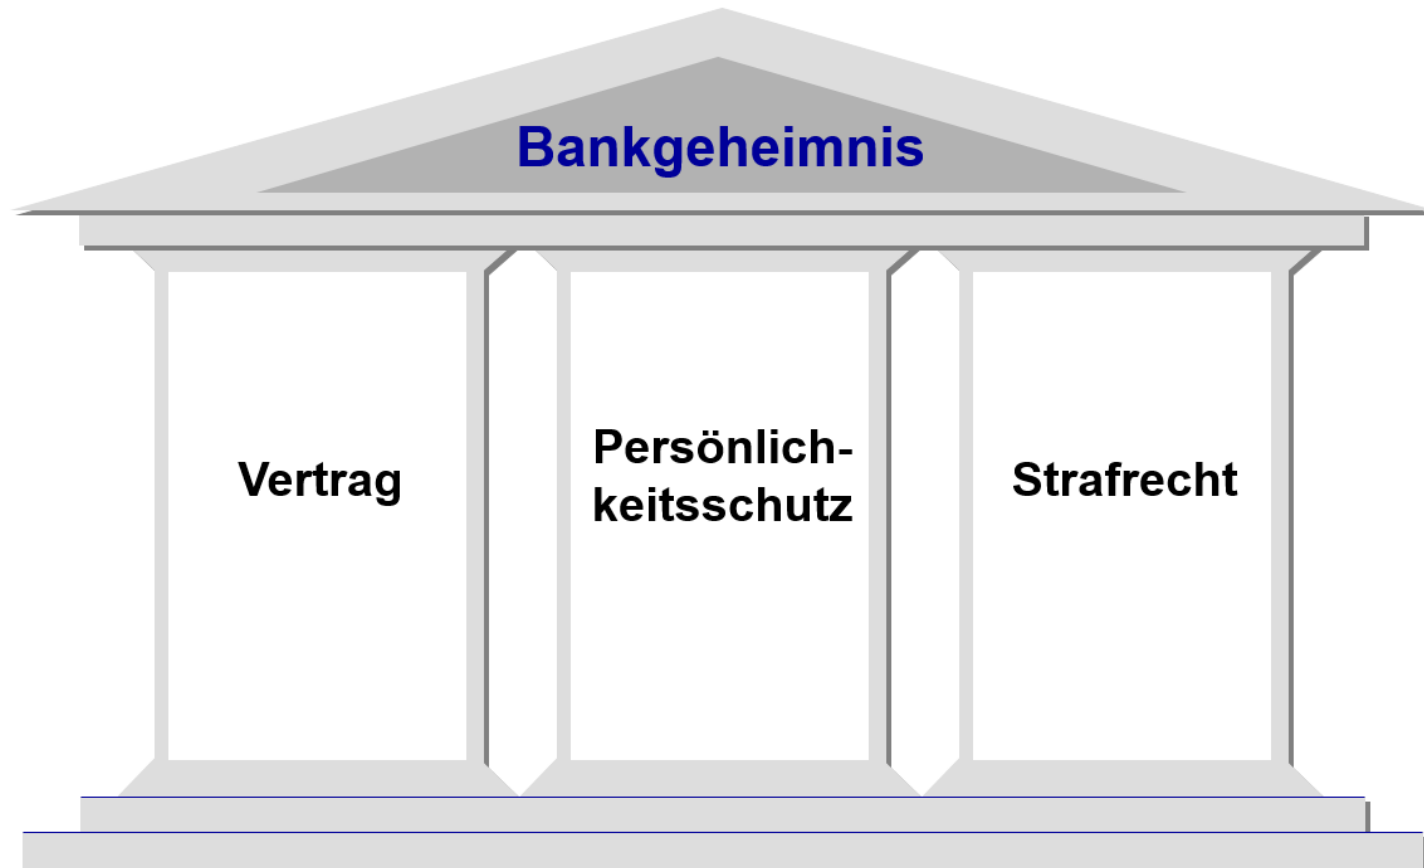 Bankgeheimnis
Vertrag
Persönlich-
keitsschutz
Strafrecht